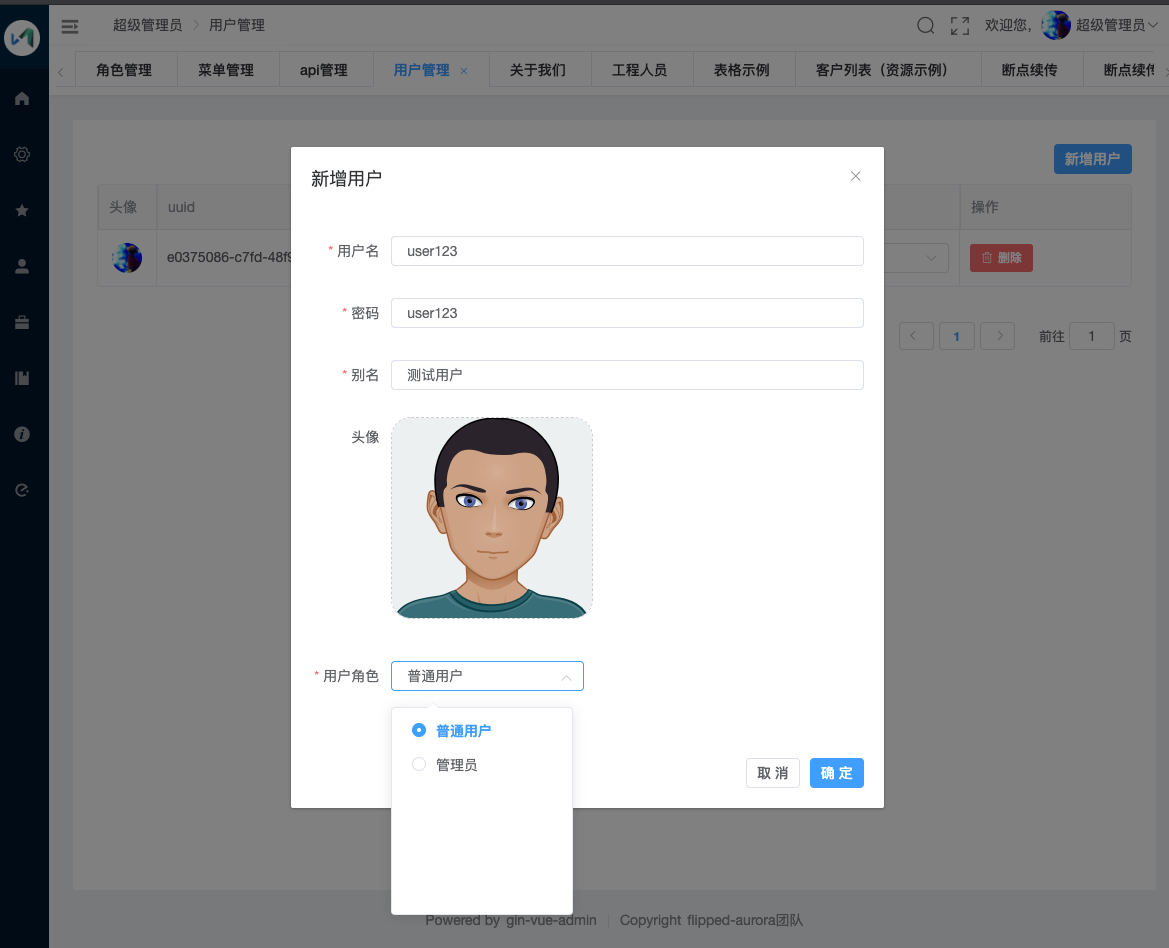 超级管理员 用户管理 欢迎您, 超级管理员
角色管理 菜单管理 api管理 用户管理 × 关于我们 工程人员 表格示例 客户列表（资源示例） 断点续传 断点续传
新增用户
头像 uuid 操作
e0375086-c7fd-48f9 删除
1 前往 1 页
新增用户
* 用户名 user123
* 密码 user123
* 别名 测试用户
头像
* 用户角色 普通用户
普通用户
管理员
取 消 确 定
Powered by gin-vue-admin Copyright flipped-aurora团队